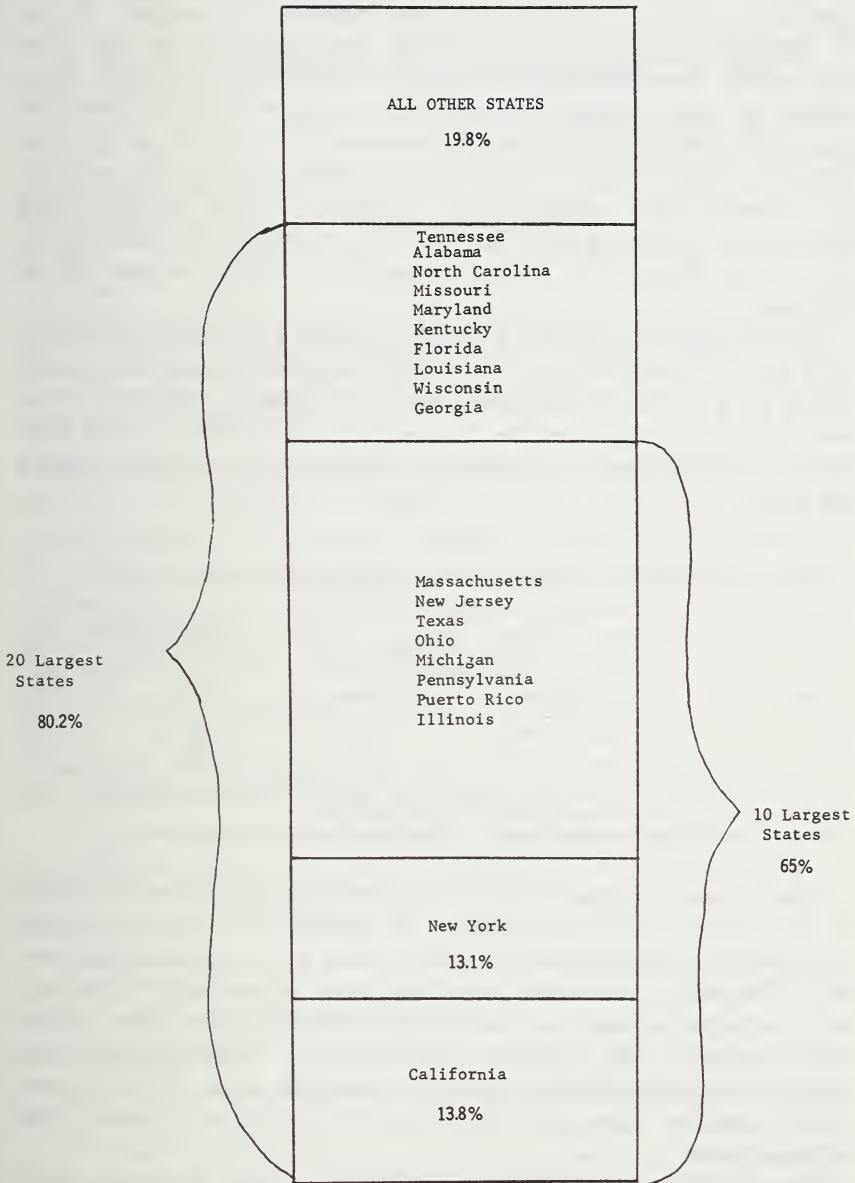 ALL OTHER STATES
19.8%
Tennessee
Alabama
North Carolina
Missouri
Maryland
Kentucky
Florida
Louisiana
Wisconsin
Georgia
Massachusetts
New Jersey
Texas
Ohio
Michigan
Pennsylvania
Puerto Rico
Illinois
20 Largest
States
80.2%
10 Largest
States
65%
New York
13.1%
California
13.8%